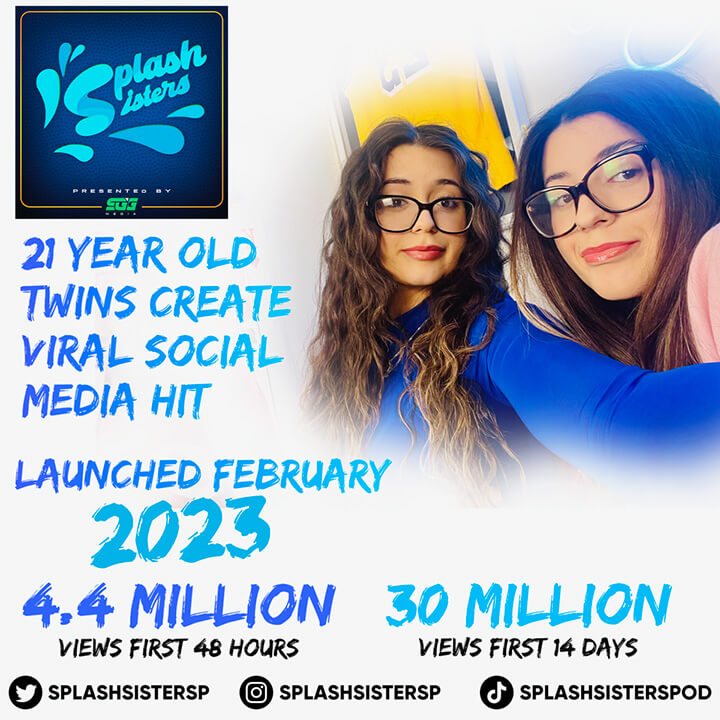 Splash
Sisters
PRESENTED BY
SGG
MEDIA
21 YEAR OLD
TWINS CREATE
VIRAL SOCIAL
MEDIA HIT
LAUNCHED FEBRUARY
2023
4.4 MILLION
VIEWS FIRST 48 HOURS
30 MILLION
VIEWS FIRST 14 DAYS
SPLASHSISTERSP
SPLASHSISTERSP
SPLASHSISTERSPOD